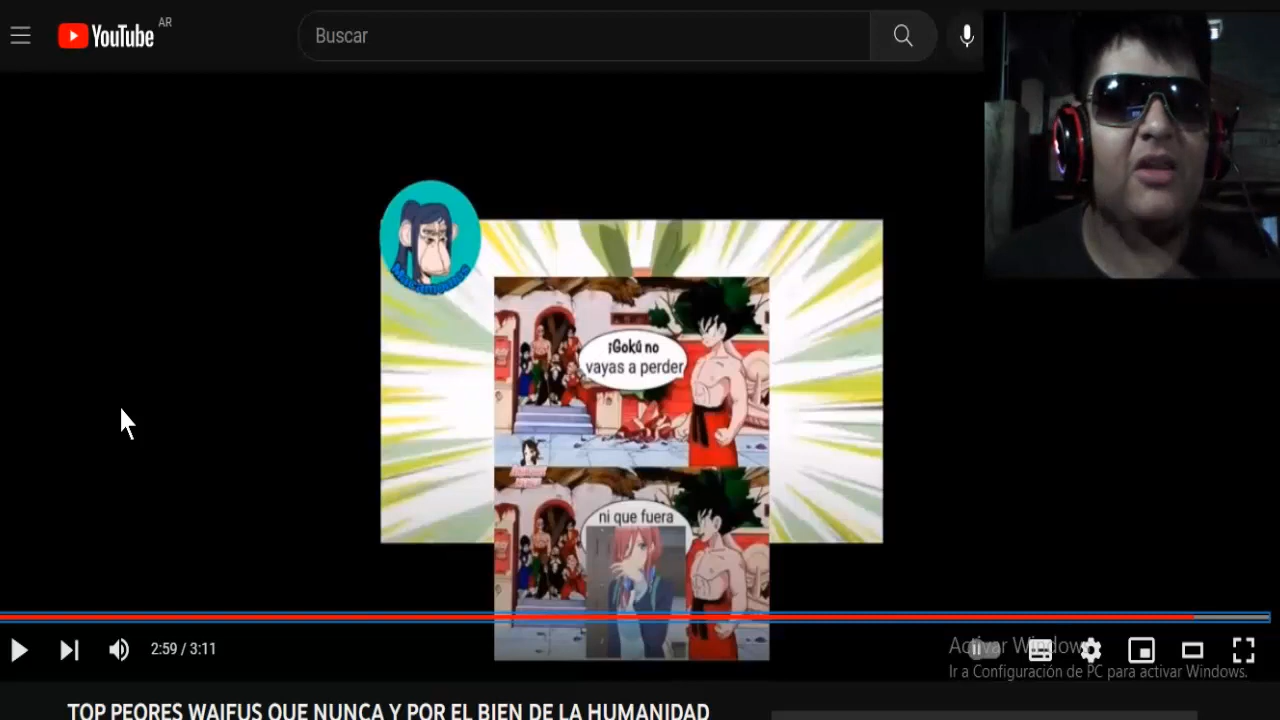 YouTube AR
Buscar
¡Gokú no
vayas a perder
ni que fuera
2:59 / 3:11
Activar Windows
Ir a Configuración de PC para activar Windows.
TOP PEORES WAIFUS QUE NUNCA Y POR EL BIEN DE LA HUMANIDAD